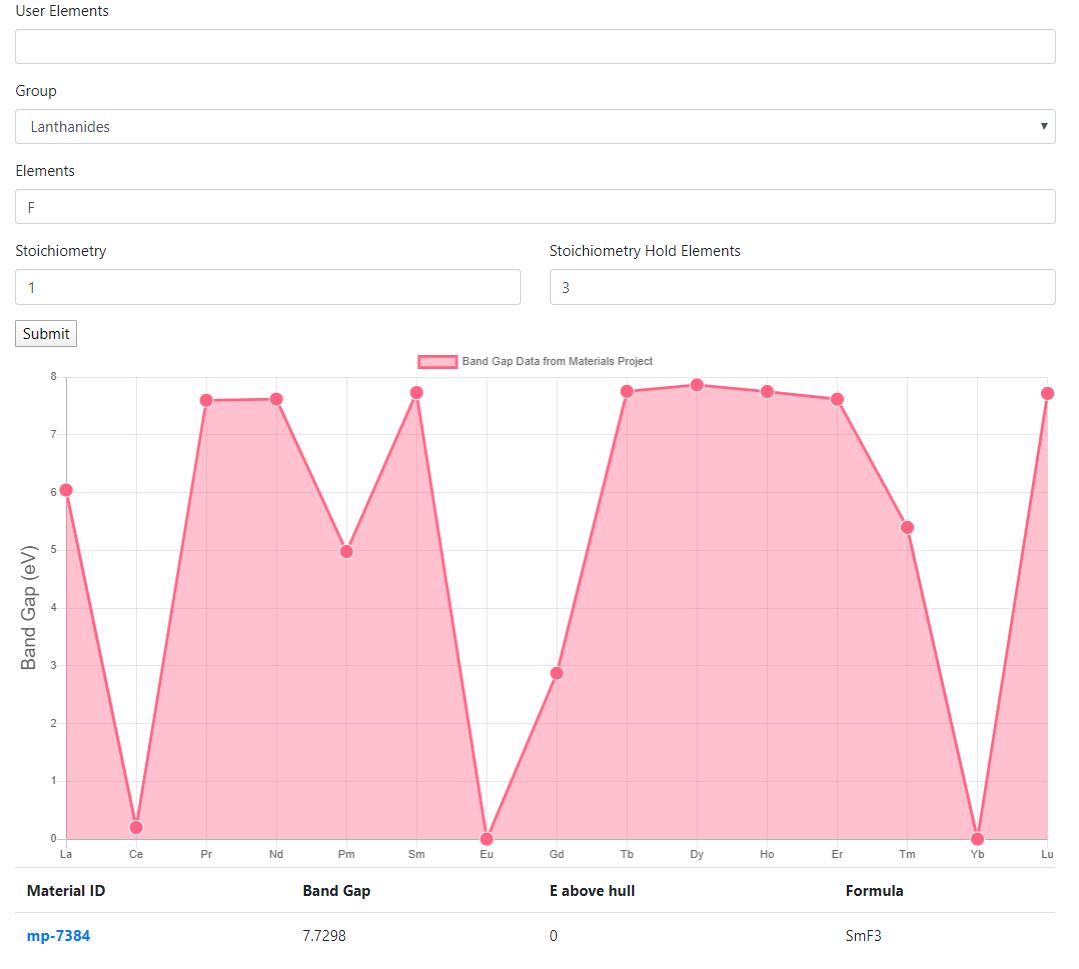 User Elements
Group
Lanthanides
Elements
F
Stoichiometry Stoichiometry Hold Elements
1 3
Submit
Band Gap Data from Materials Project
8
7
6
5
4
3
2
1
0
Band Gap (eV)
La Ce Pr Nd Pm Sm Eu Gd Tb Dy Ho Er Tm Yb Lu
Material ID Band Gap E above hull Formula
mp-7384 7.7298 0 SmF3